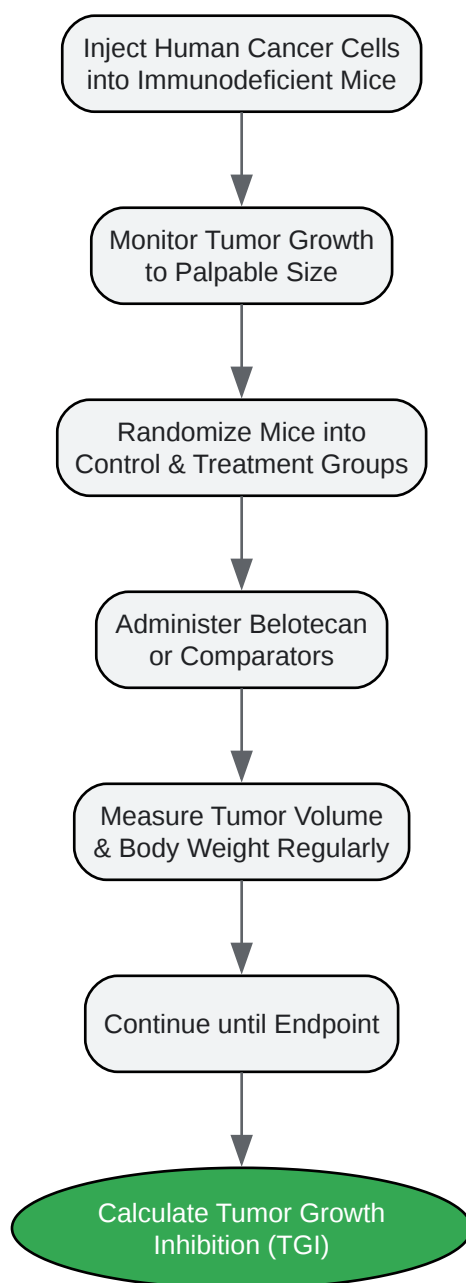 Inject Human Cancer Cells
into Immunodeficient Mice
Monitor Tumor Growth
to Palpable Size
Randomize Mice into
Control & Treatment Groups
Administer Belotecan
or Comparators
Measure Tumor Volume
& Body Weight Regularly
Continue until Endpoint
Calculate Tumor Growth
Inhibition (TGI)